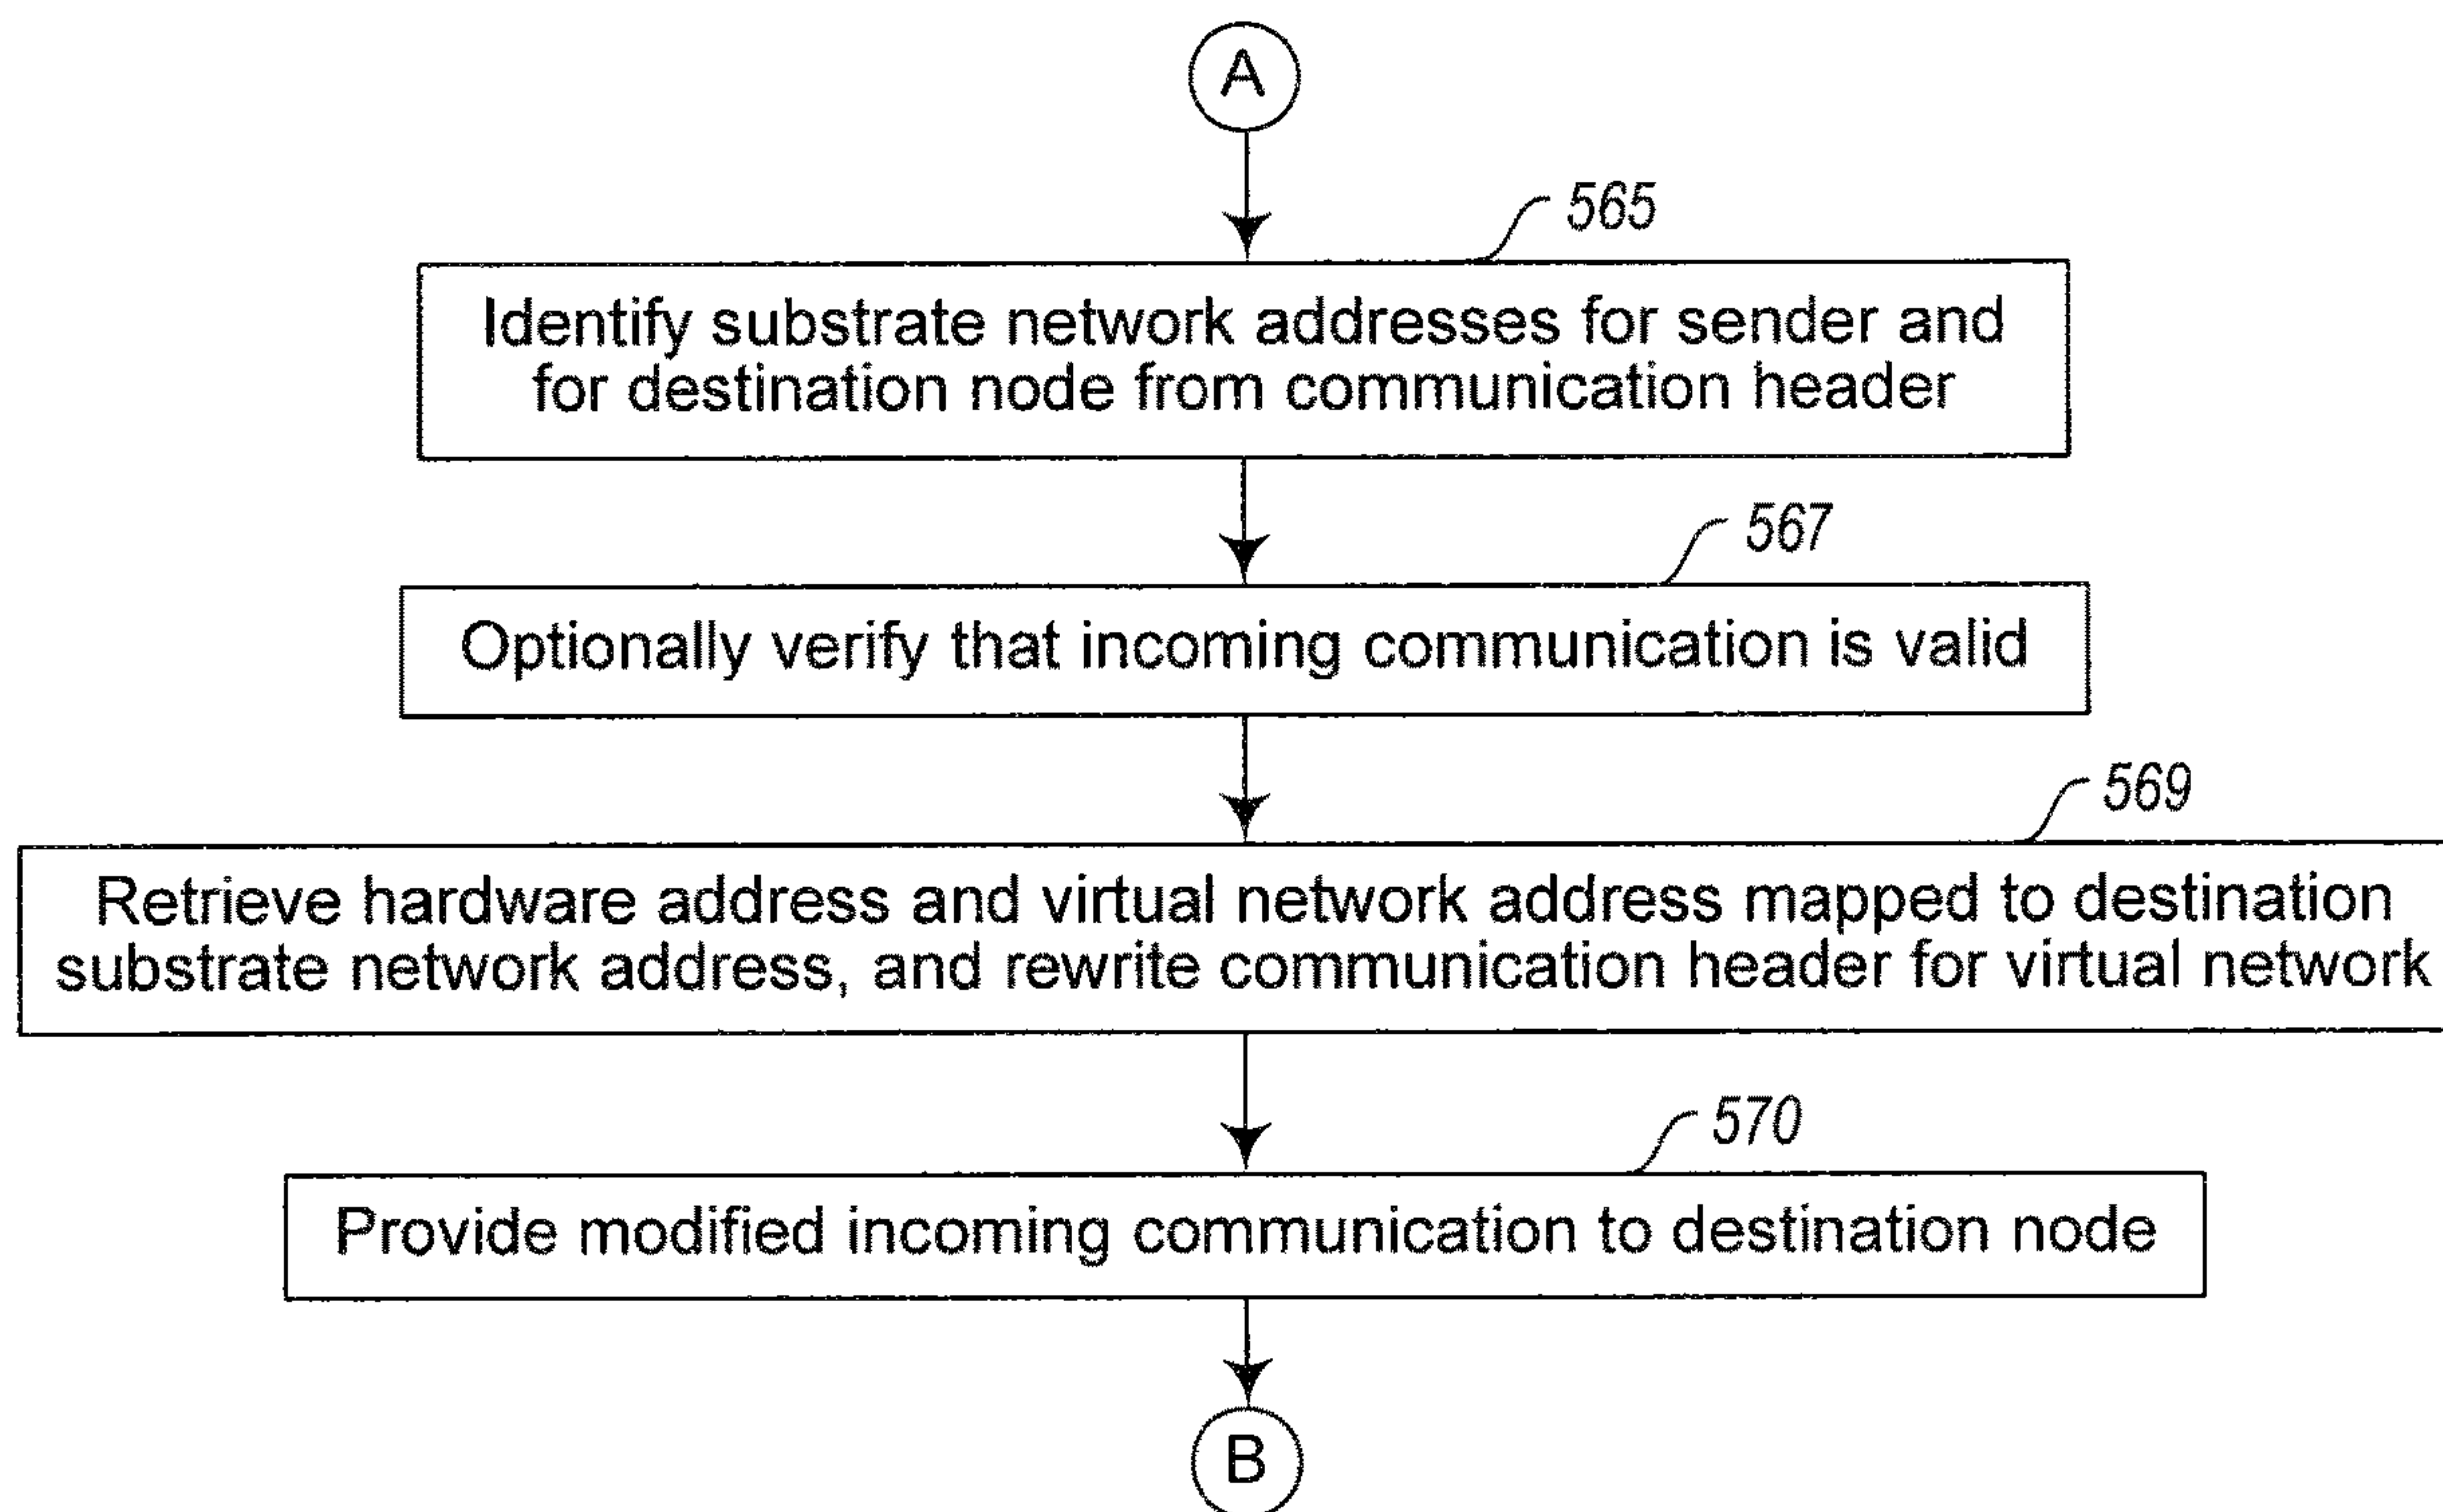 A
565
Identify substrate network addresses for sender and
for destination node from communication header
567
Optionally verify that incoming communication is valid
569
Retrieve hardware address and virtual network address mapped to destination
substrate network address, and rewrite communication header for virtual network
570
Provide modified incoming communication to destination node
B